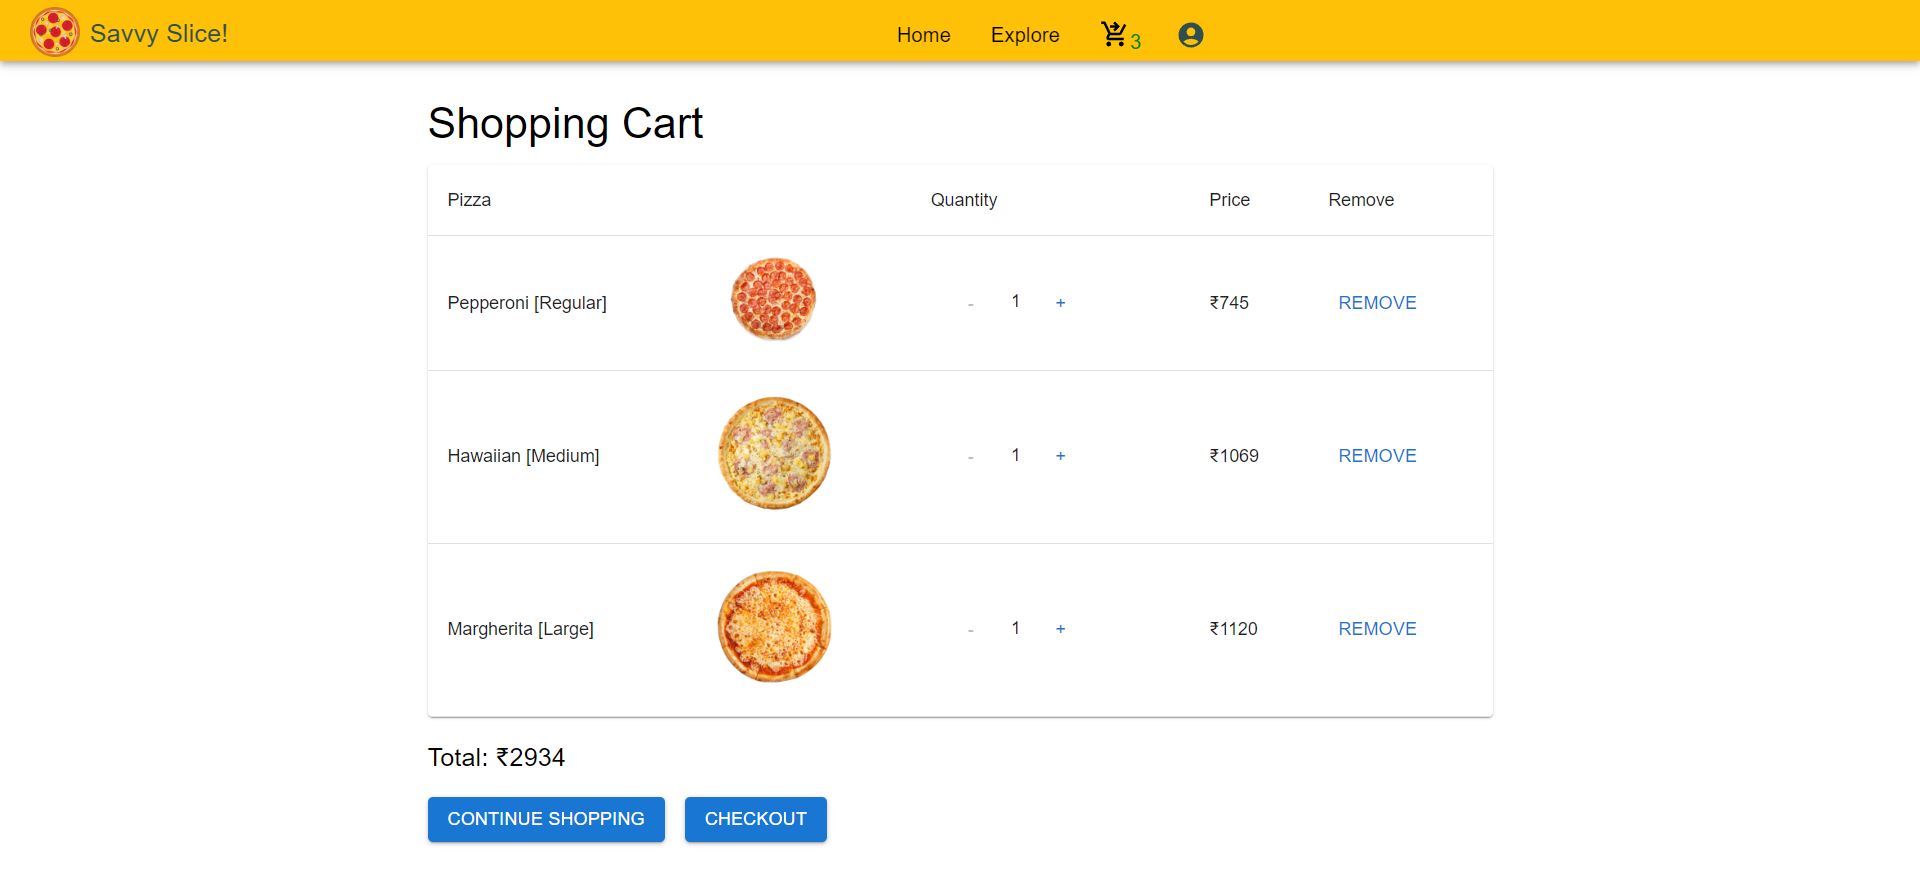 Savvy Slice! Home Explore 3
Shopping Cart
Pizza Quantity Price Remove
Pepperoni [Regular] - 1 + ₹745 REMOVE
Hawaiian [Medium] - 1 + ₹1069 REMOVE
Margherita [Large] - 1 + ₹1120 REMOVE
Total: ₹2934
CONTINUE SHOPPING CHECKOUT